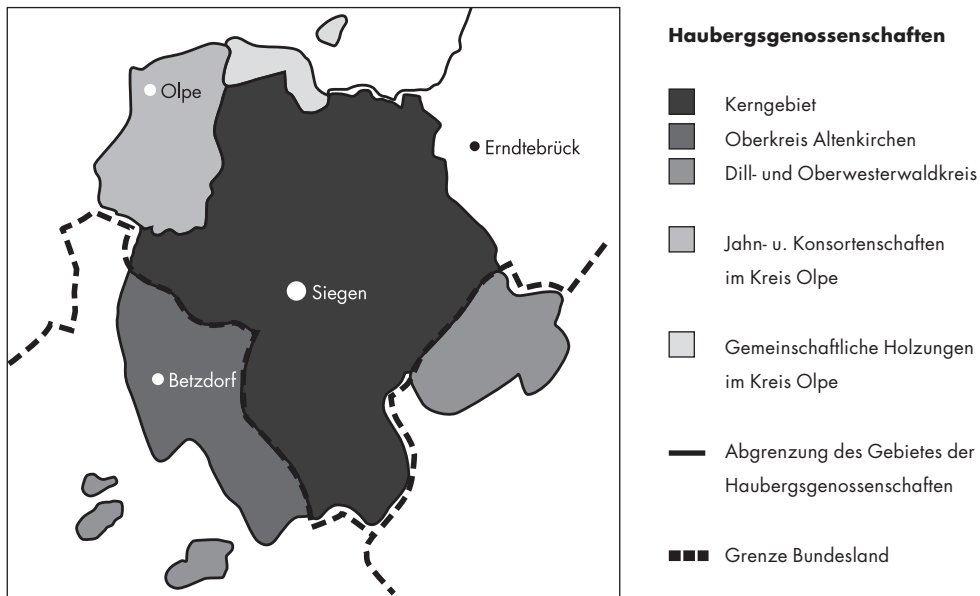 Olpe
Erndtebrück
Siegen
Betzdorf
Haubergsgenossenschaften
Kerngebiet
Oberkreis Altenkirchen
Dill- und Oberwesterwaldkreis
Jahn- u. Konsortenschaften
im Kreis Olpe
Gemeinschaftliche Holzungen
im Kreis Olpe
Abgrenzung des Gebietes der
Haubergsgenossenschaften
Grenze Bundesland